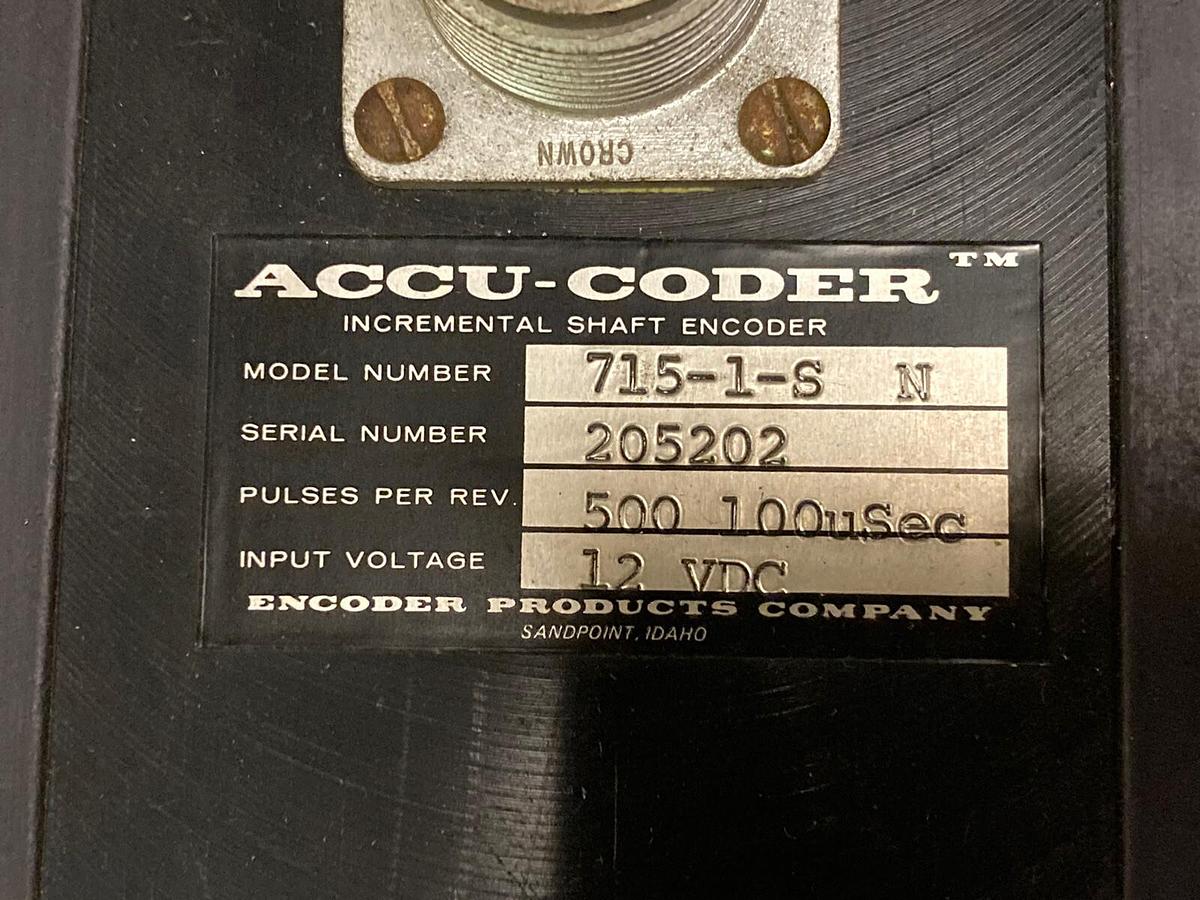 CROWN
ACCU-CODER™
INCREMENTAL SHAFT ENCODER
MODEL NUMBER 715-1-S N
SERIAL NUMBER 205202
PULSES PER REV. 500 100uSec
INPUT VOLTAGE 12 VDC
ENCODER PRODUCTS COMPANY
SANDPOINT, IDAHO